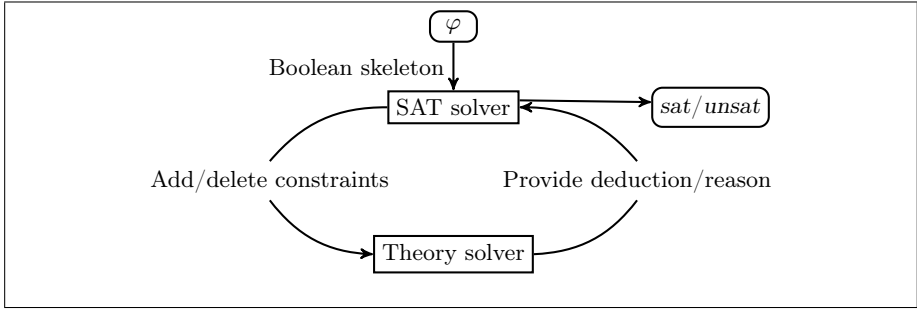 φ
Boolean skeleton
SAT solver
sat/unsat
Add/delete constraints
Provide deduction/reason
Theory solver